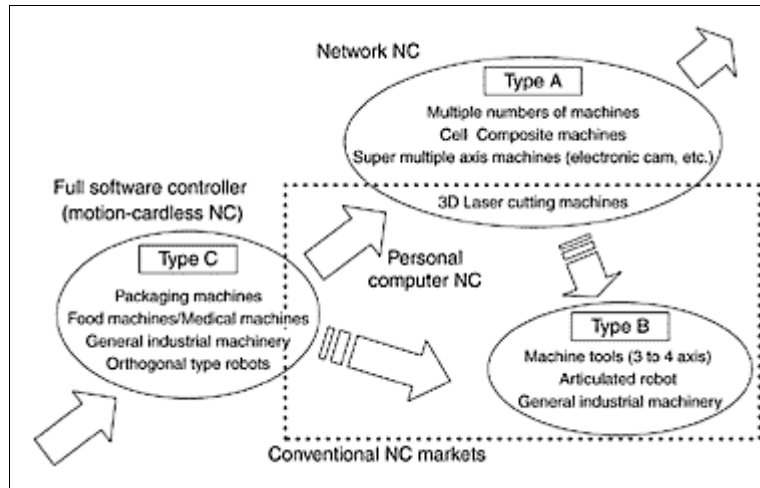 Network NC
Type A
Multiple numbers of machines
Cell Composite machines
Super multiple axis machines (electronic cam, etc.)
3D Laser cutting machines
Full software controller
(motion-cardless NC)
Type C
Packaging machines
Food machines/Medical machines
General industrial machinery
Orthogonal type robots
Personal
computer NC
Type B
Machine tools (3 to 4 axis)
Articulated robot
General industrial machinery
Conventional NC markets